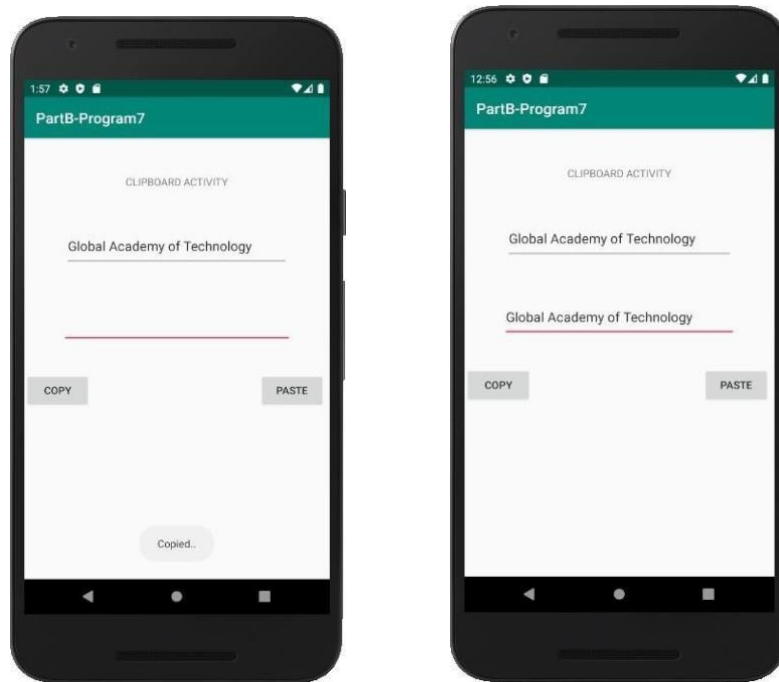 1:57
PartB-Program7
CLIPBOARD ACTIVITY
Global Academy of Technology
COPY
PASTE
Copied..
12:56
PartB-Program7
CLIPBOARD ACTIVITY
Global Academy of Technology
Global Academy of Technology
COPY
PASTE